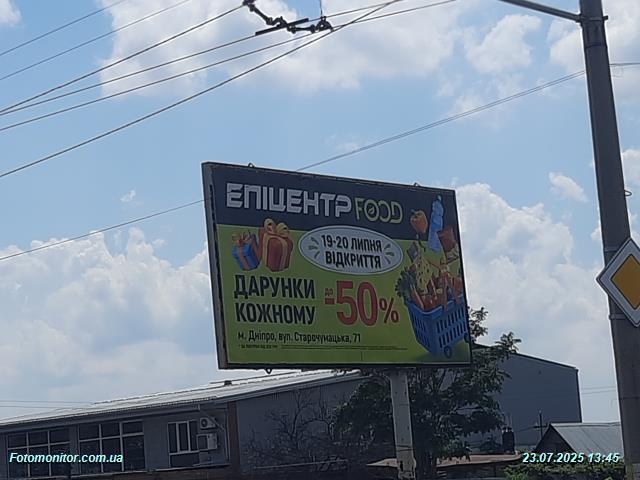 ЕПІЦЕНТР FOOD
19-20 ЛИПНЯ
ВІДКРИТТЯ
ДАРУНКИ
КОЖНОМУ
ДО
-50%
м. Дніпро, вул. Старочумацька, 71
Fotomonitor.com.ua
23.07.2025 13:45